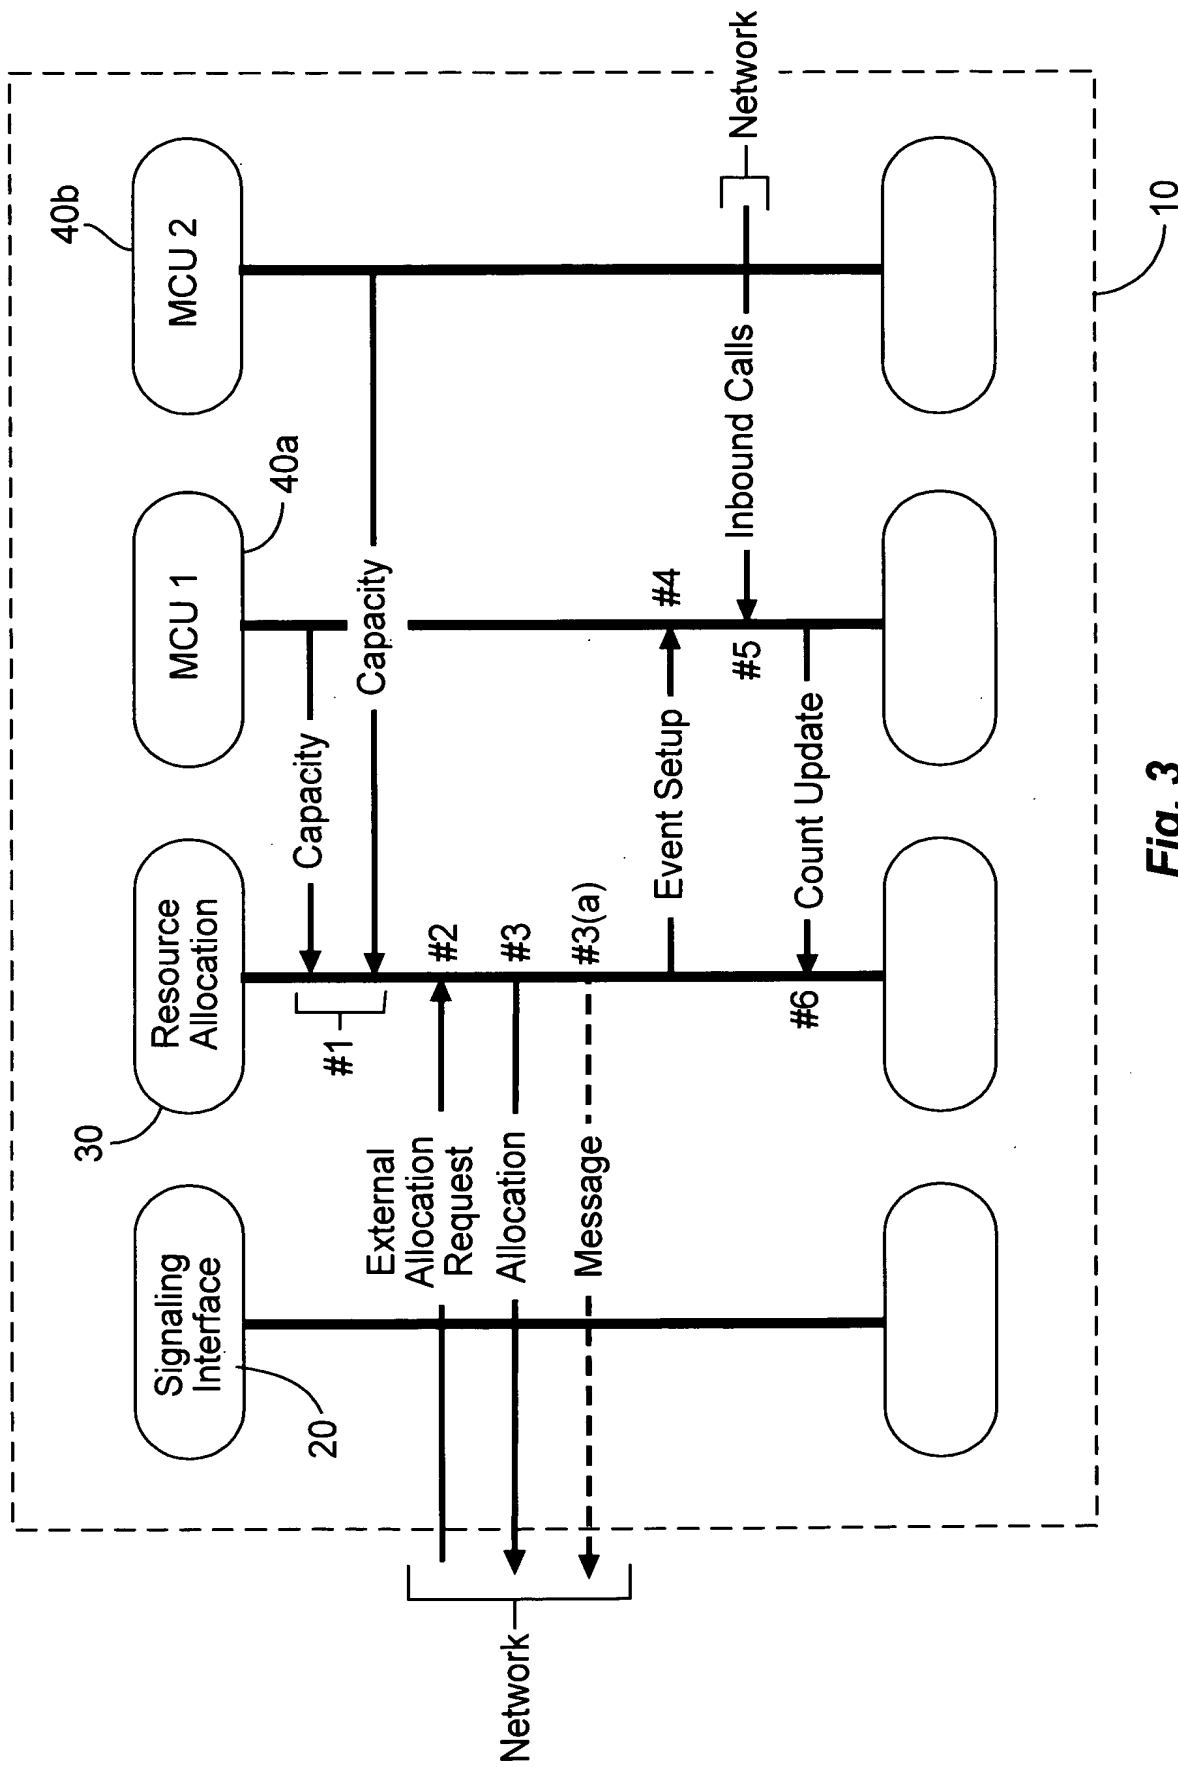 Signaling
Interface
20
Resource
Allocation
30
MCU 1
40a
MCU 2
40b
Capacity
Capacity
#1
External
Allocation
Request
#2
Allocation
#3
Message
#3(a)
Network
Event Setup
#4
Inbound Calls
#5
Network
Count Update
#6
10
Fig. 3